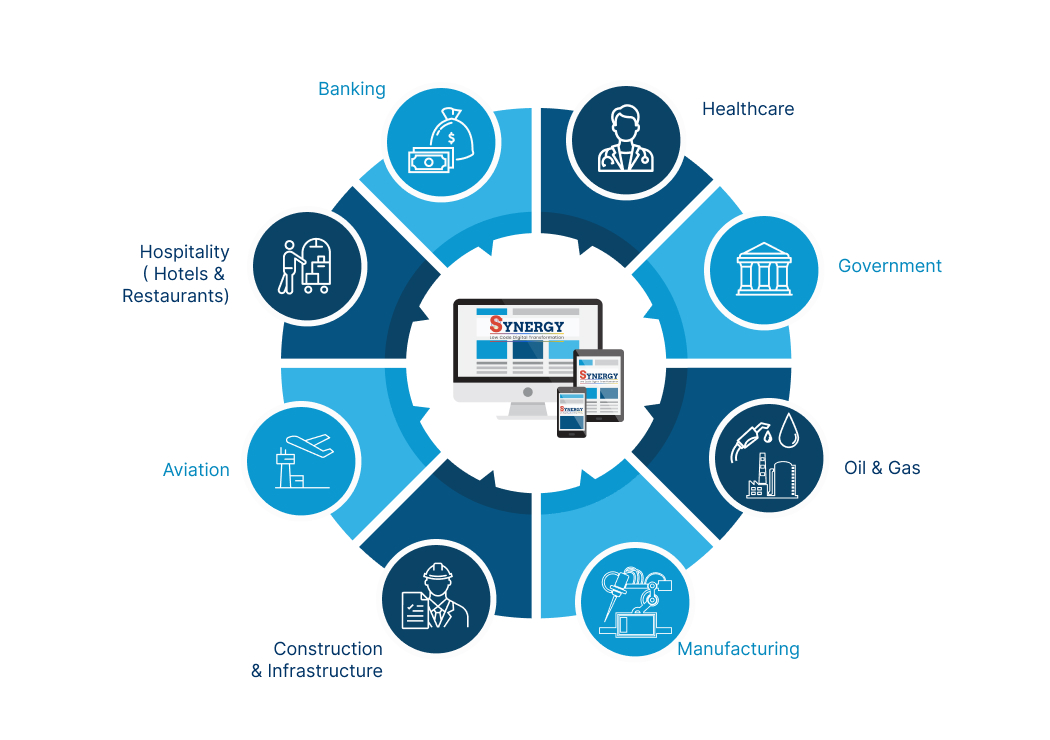 Banking
Healthcare
Hospitality
( Hotels &
Restaurants)
Government
$
SYNERGY
Low Code Digital Transformation
SYNERGY
SYNERGY
Aviation
Oil & Gas
Construction
& Infrastructure
Manufacturing